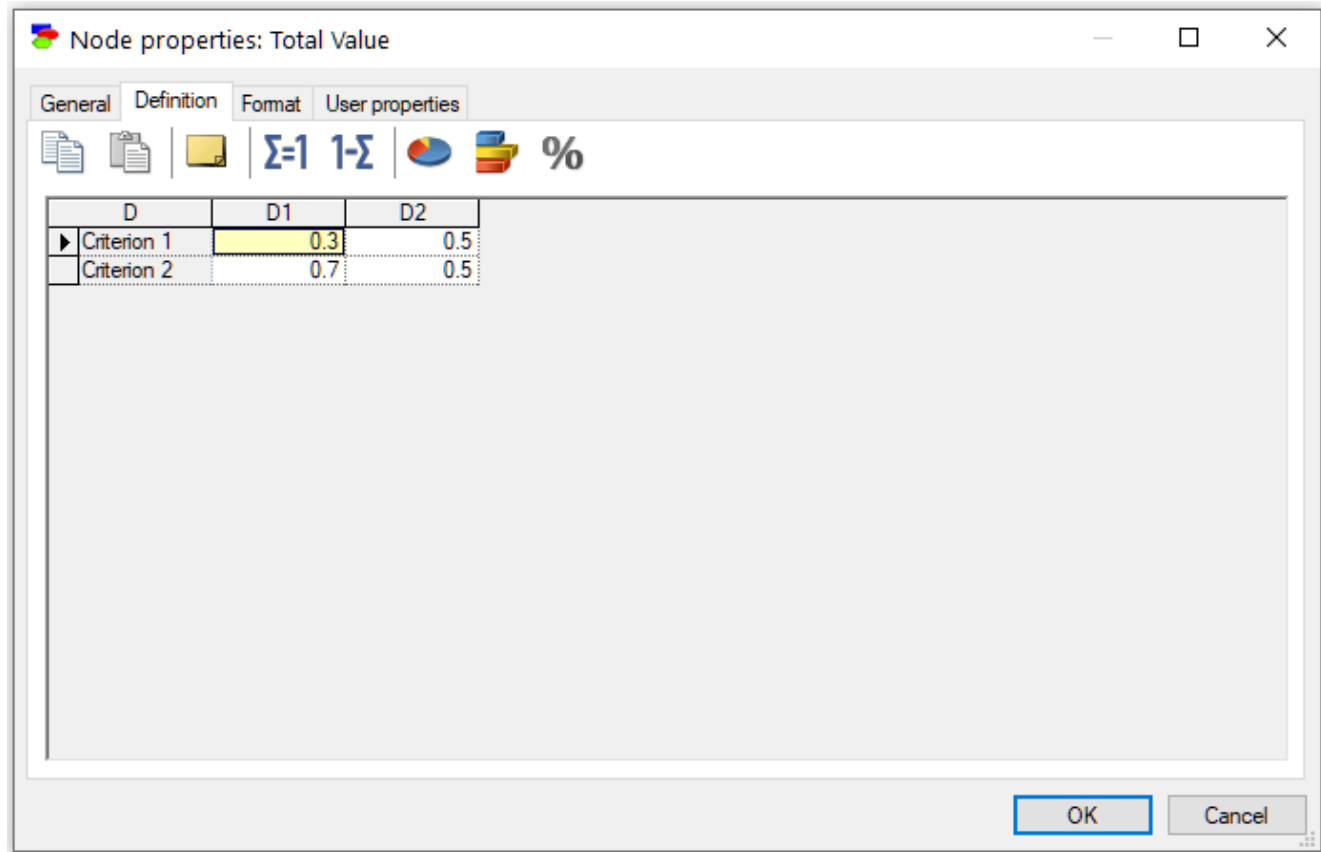 Node properties: Total Value
General Definition Format User properties
Σ=1 1-Σ %
D D1 D2
Criterion 1 0.3 0.5
Criterion 2 0.7 0.5
OK Cancel